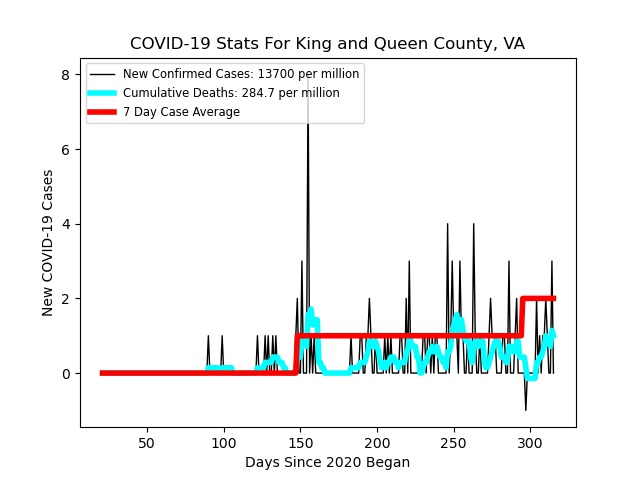 COVID-19 Stats For King and Queen County, VA
New Confirmed Cases: 13700 per million
Cumulative Deaths: 284.7 per million
7 Day Case Average
8
6
4
2
0
New COVID-19 Cases
50 100 150 200 250 300
Days Since 2020 Began